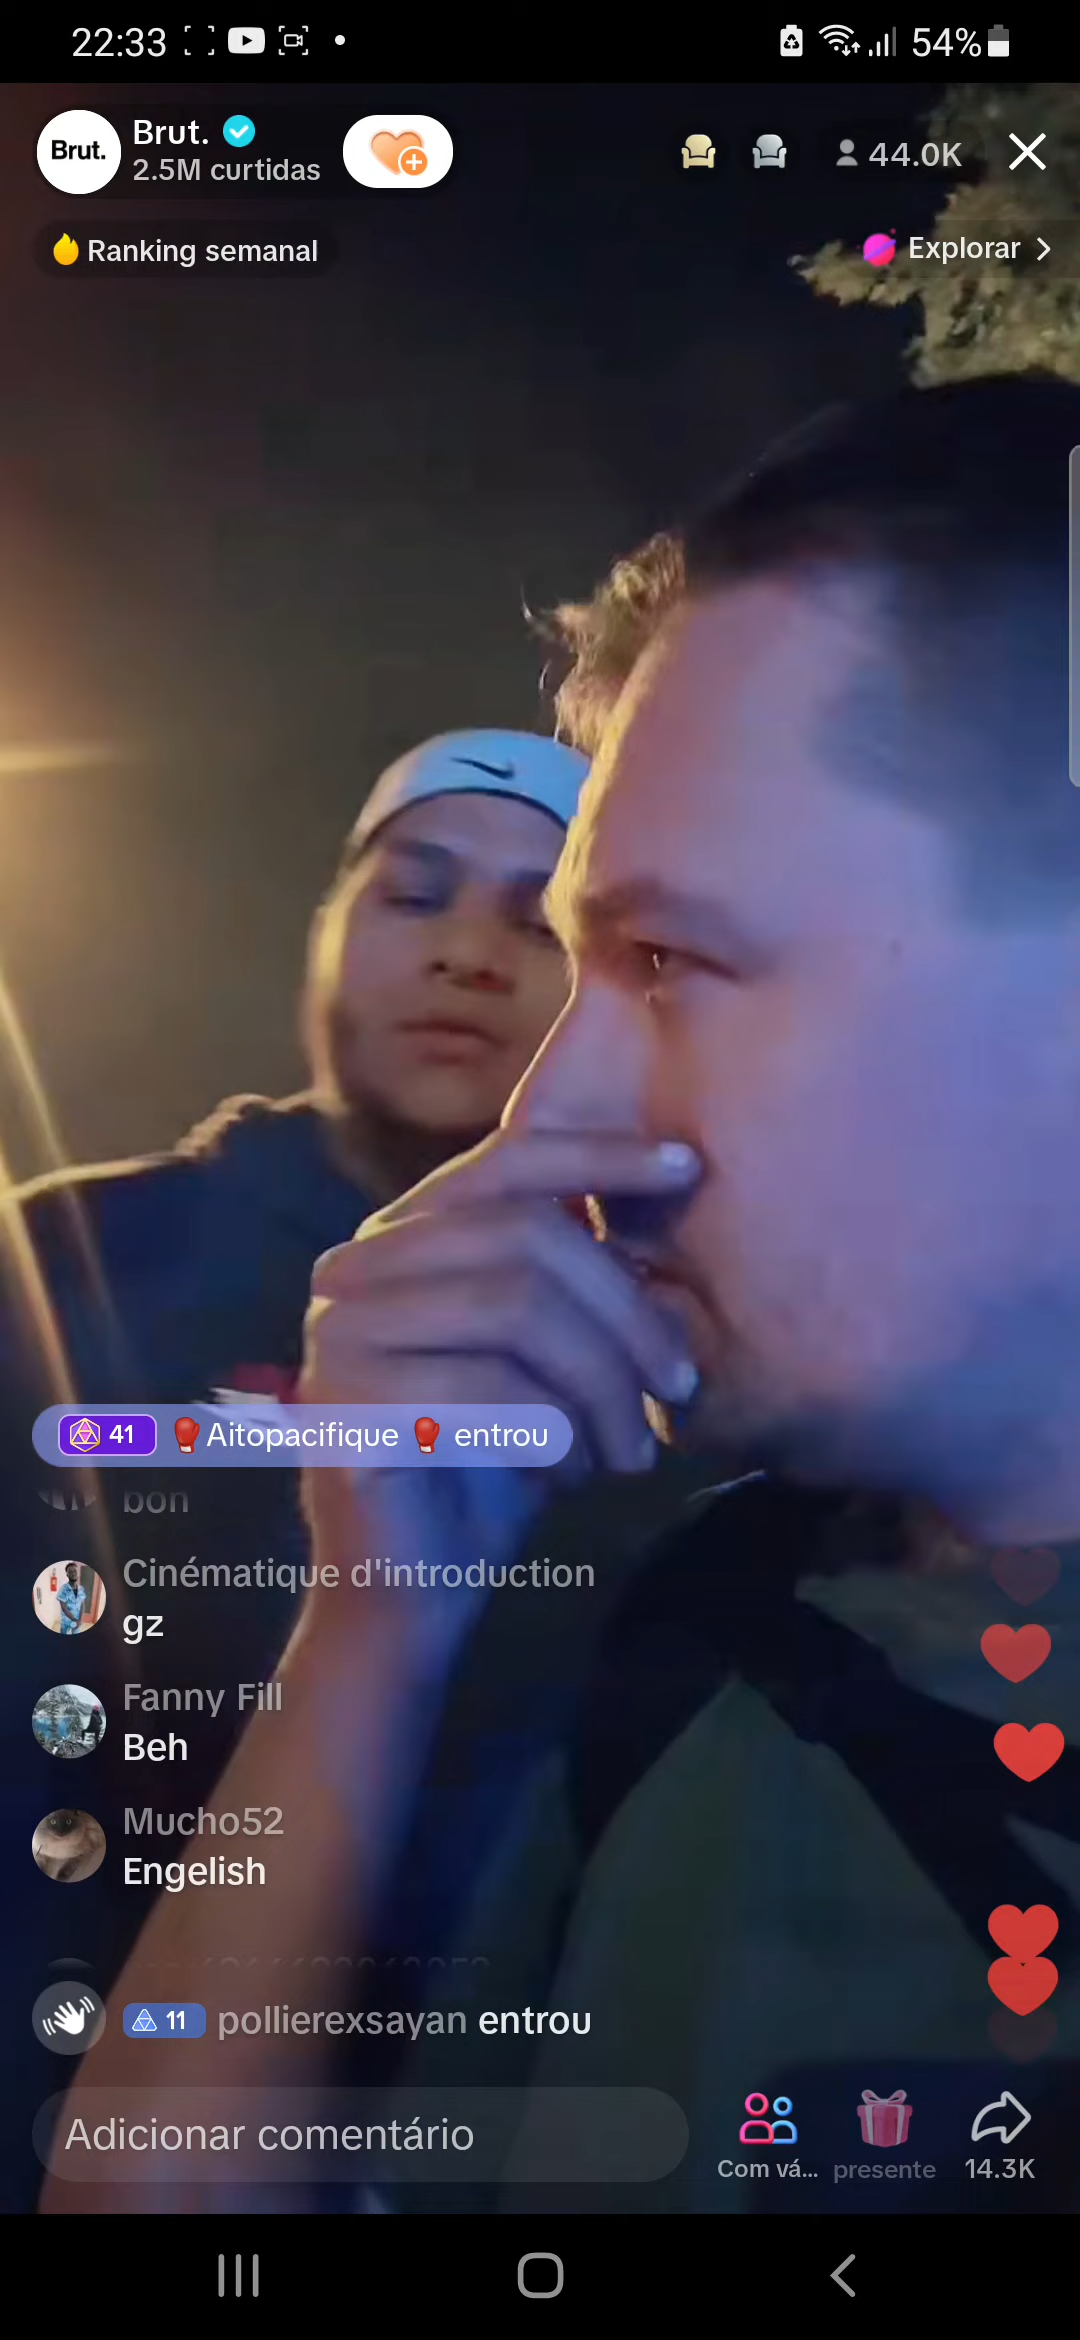 22:33
54%
Brut.
Brut.
2.5M curtidas
44.0K
Ranking semanal
Explorar
41 Aitopacifique entrou
bon
Cinématique d'introduction
gz
Fanny Fill
Beh
Mucho52
Engelish
11 pollierexsayan entrou
Adicionar comentário
Com vá...
presente
14.3K